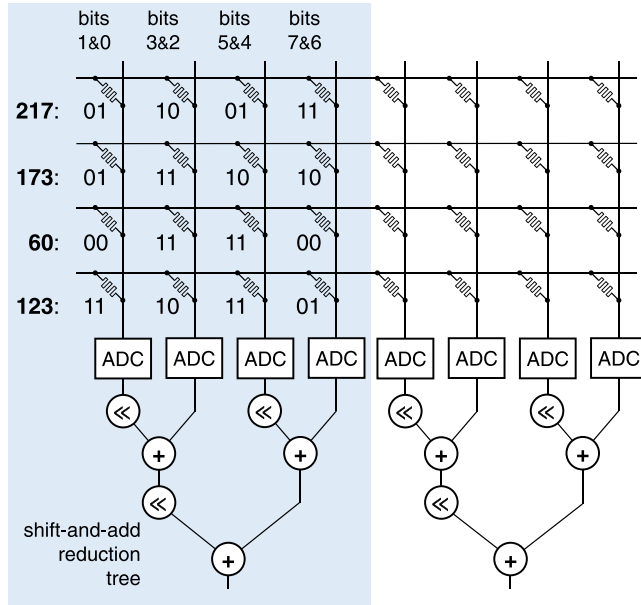 bits bits bits bits
1&0 3&2 5&4 7&6
217: 01 10 01 11
173: 01 11 10 10
60: 00 11 11 00
123: 11 10 11 01
ADC ADC ADC ADC ADC ADC ADC ADC
≪ ≪ ≪ ≪
+ + + +
≪ ≪
shift-and-add
reduction
tree
+ +